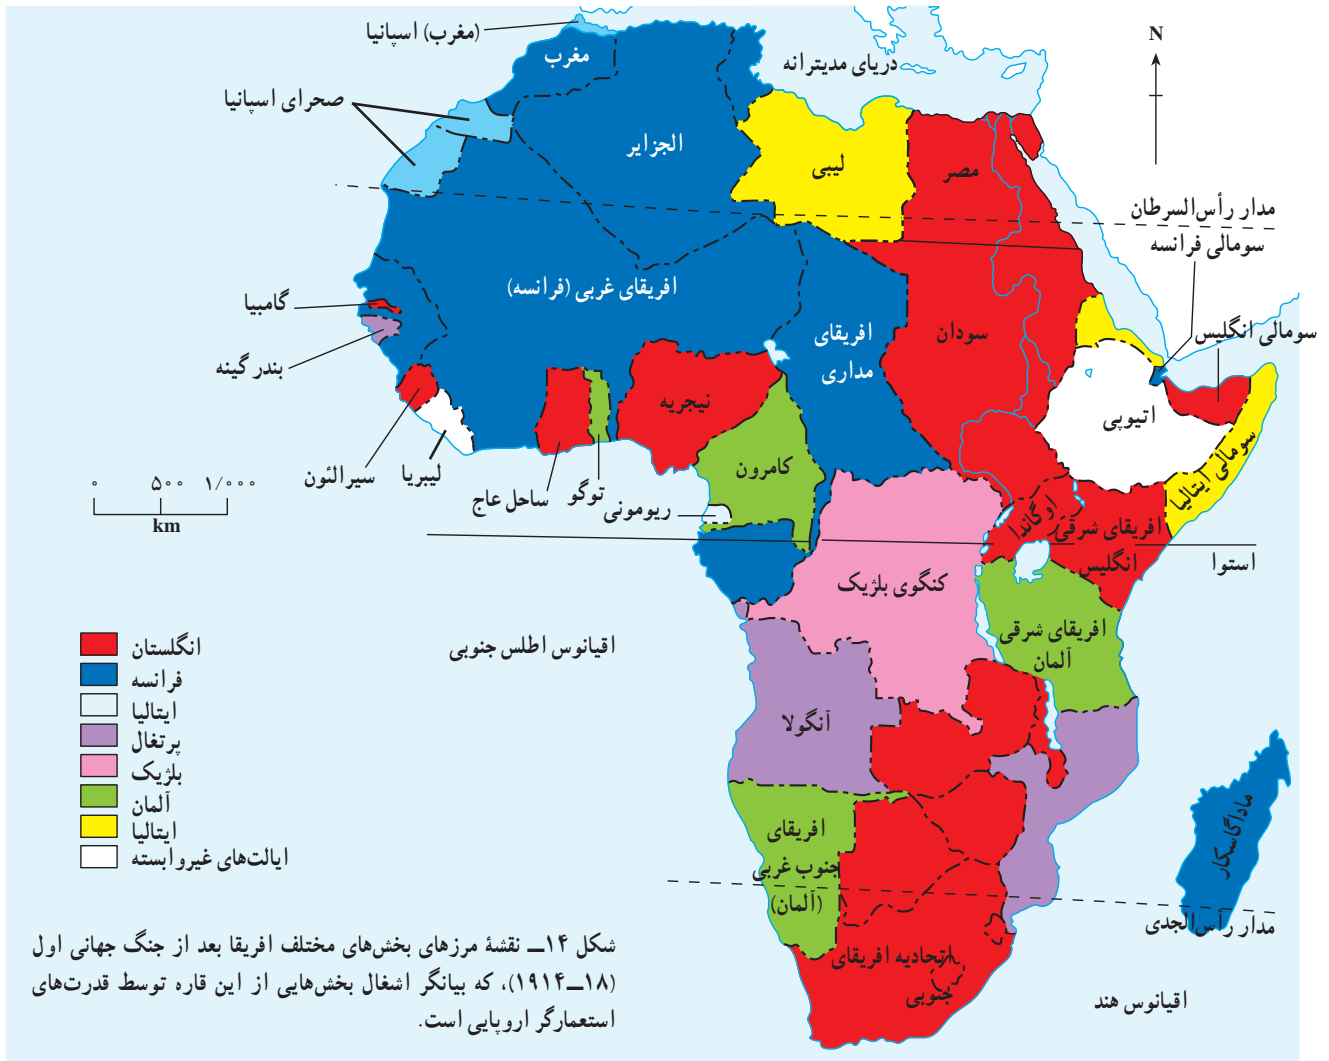 (مغرب) اسپانیا
مغرب
دریای مدیترانه
N
صحرای اسپانیا
الجزایر
لیبی
مصر
مدار رأس‌السرطان
سومالی فرانسه
گامبیا
افریقای غربی (فرانسه)
افریقای
مداری
سودان
سومالی انگلیس
بندر گینه
نیجریه
اتیوپی
سومالی ایتالیا
سیرالئون
لیبریا
ساحل عاج
توگو
کامرون
ریومونی
۰ ۵۰۰ ۱/۰۰۰
km
اوگاندا
افریقای شرقی
انگلیس
استوا
کنگوی بلژیک
افریقای شرقی
آلمان
اقیانوس اطلس جنوبی
انگلستان
فرانسه
ایتالیا
پرتغال
بلژیک
آلمان
ایتالیا
ایالت‌های غیروابسته
آنگولا
افریقای
جنوب غربی
(آلمان)
ماداگاسکار
مدار رأس‌الجدی
اتحادیه افریقای
جنوبی
اقیانوس هند
شکل ۱۴ــ نقشهٔ مرزهای بخش‌های مختلف افریقا بعد از جنگ جهانی اول
(۱۸ــ۱۹۱۴)، که بیانگر اشغال بخش‌هایی از این قاره توسط قدرت‌های
استعمارگر اروپایی است.